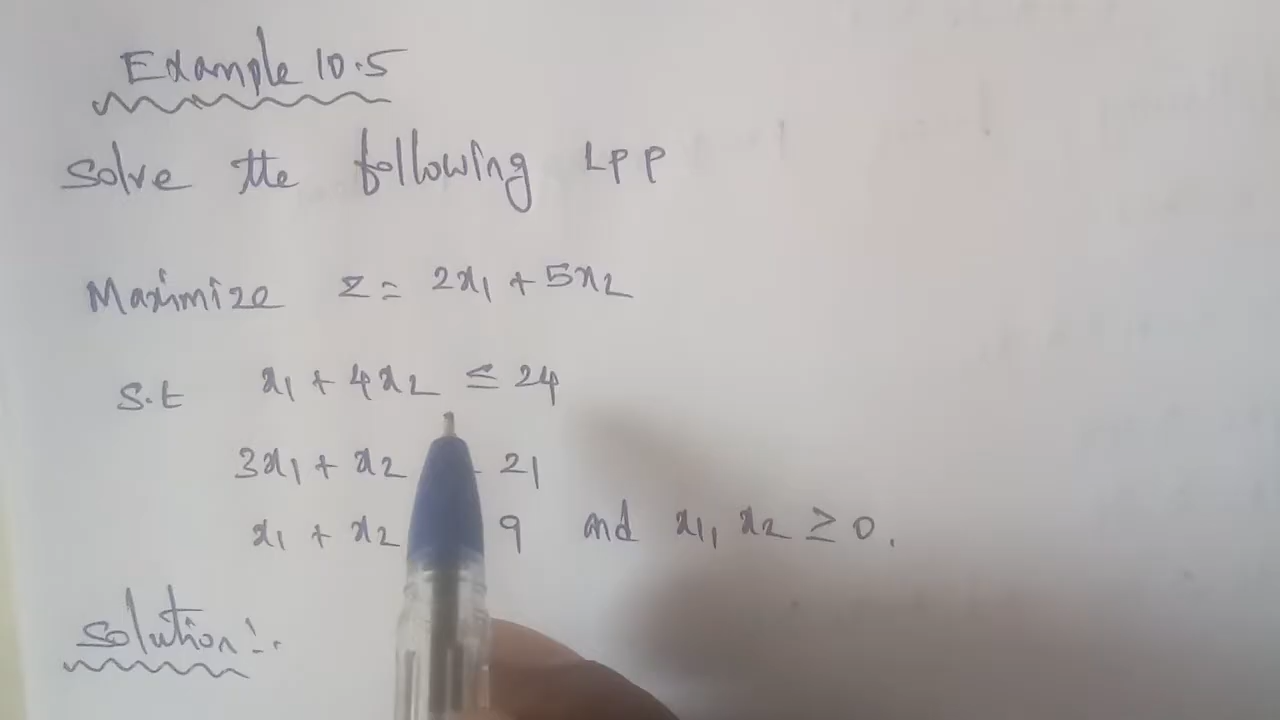 Example 10.5
Solve the following LPP
Maximize z = 2x₁ + 5x₂
S.t x₁ + 4x₂ ≤ 24
3x₁ + x₂ 21
x₁ + x₂ 9 and x₁, x₂ ≥ 0.
Solution:-